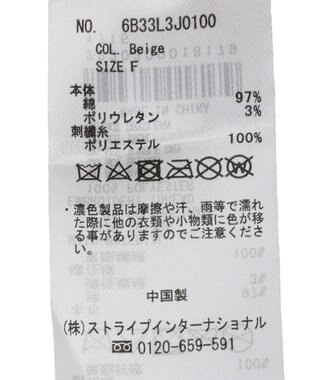 NO. 6B33L3J0100
COL. Beige
SIZE F
本体
綿 97%
ポリウレタン 3%
刺繍糸
ポリエステル 100%
・濃色製品は摩擦や汗、雨等で濡れ
た際に他の衣類や小物類に色が移
る事がありますのでご注意くださ
い。
中国製
(株)ストライプインターナショナル
0120-659-591